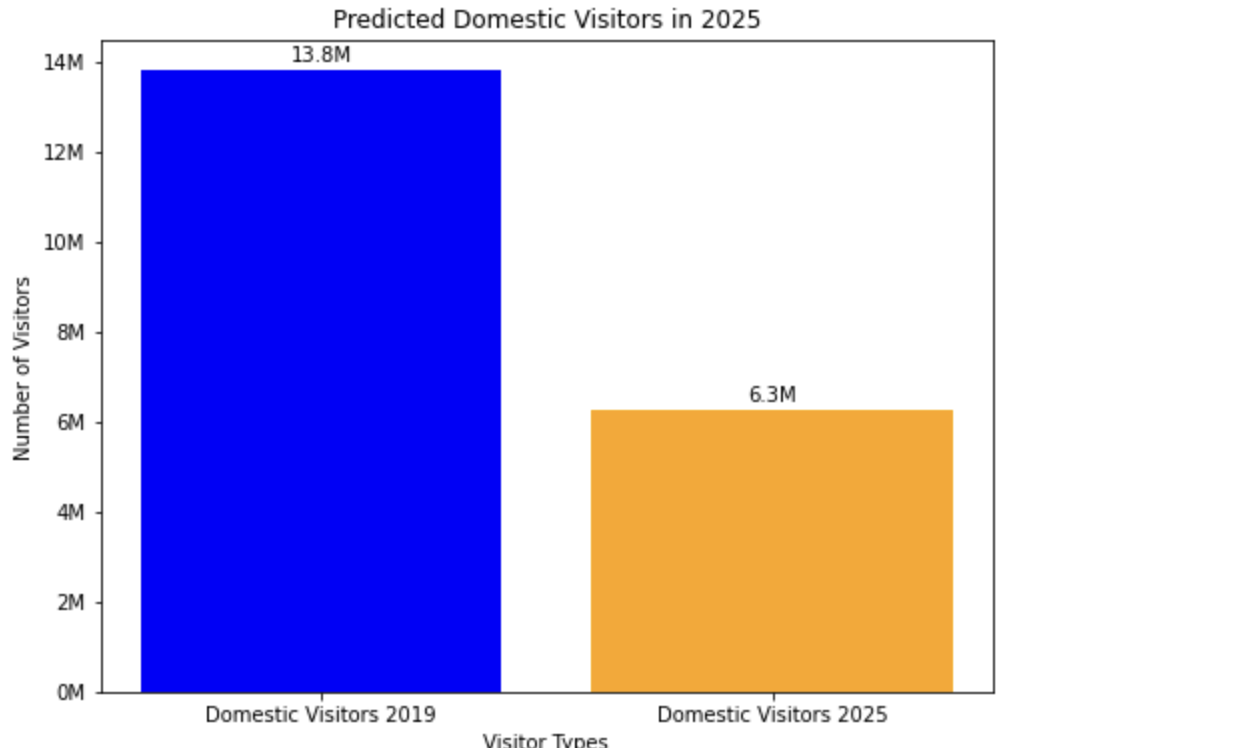 Predicted Domestic Visitors in 2025
13.8M
14M
12M
10M
8M
6.3M
6M
4M
2M
0M
Number of Visitors
Domestic Visitors 2019
Domestic Visitors 2025
Visitor Types